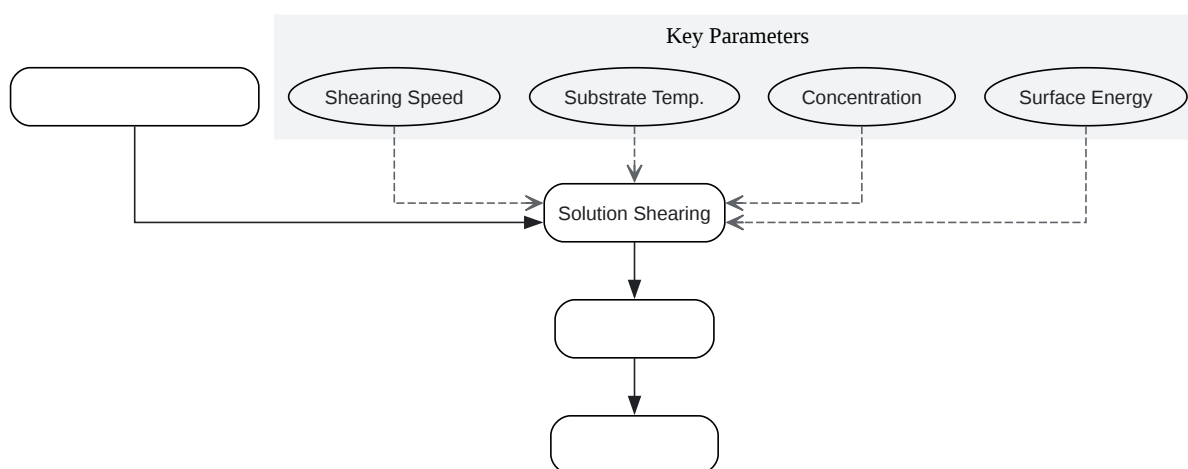 Key Parameters
Shearing Speed
Substrate Temp.
Concentration
Surface Energy
Solution Shearing